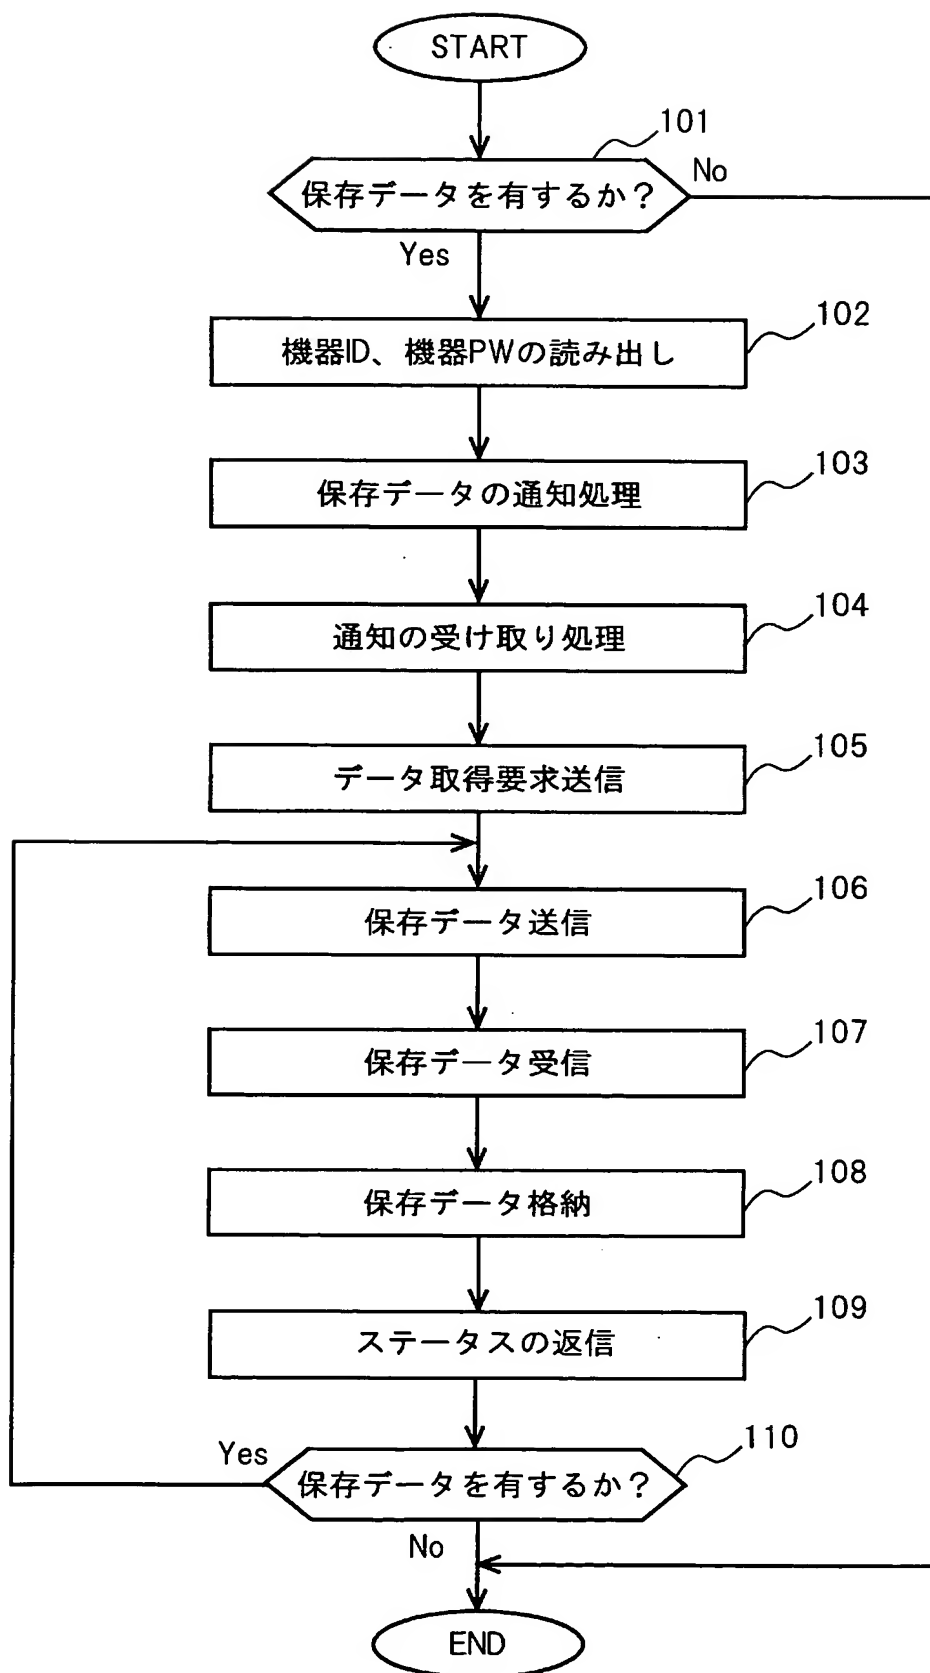 START
101
保存データを有するか？
No
Yes
102
機器ID、機器PWの読み出し
103
保存データの通知処理
104
通知の受け取り処理
105
データ取得要求送信
106
保存データ送信
107
保存データ受信
108
保存データ格納
109
ステータスの返信
110
Yes
保存データを有するか？
No
END